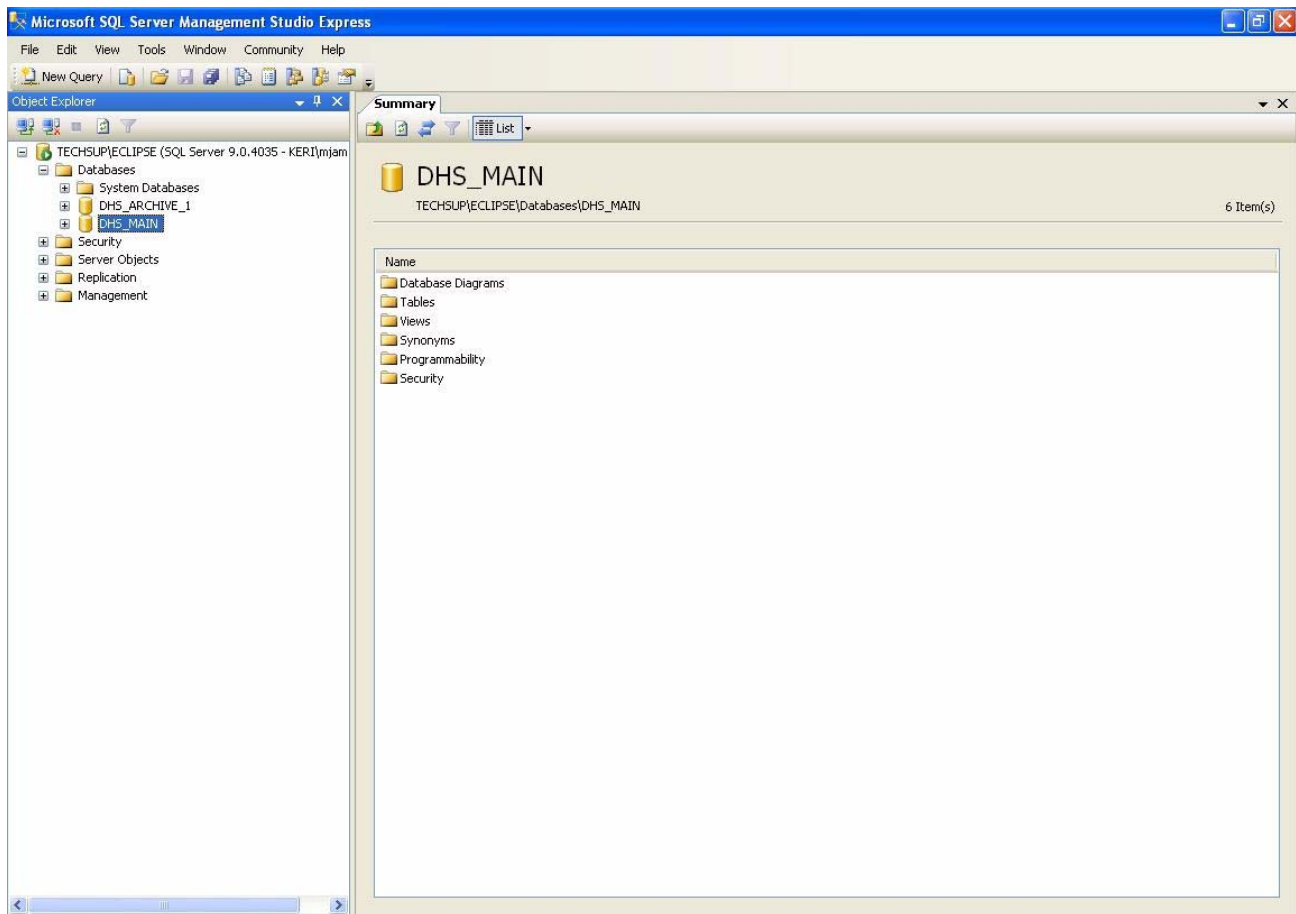 Microsoft SQL Server Management Studio Express
File Edit View Tools Window Community Help
New Query
Object Explorer
TECHSUP\ECLIPSE (SQL Server 9.0.4035 - KERI\mjam
Databases
System Databases
DHS_ARCHIVE_1
DHS_MAIN
Security
Server Objects
Replication
Management
Summary
List
DHS_MAIN
TECHSUP\ECLIPSE\Databases\DHS_MAIN
6 Item(s)
Name
Database Diagrams
Tables
Views
Synonyms
Programmability
Security